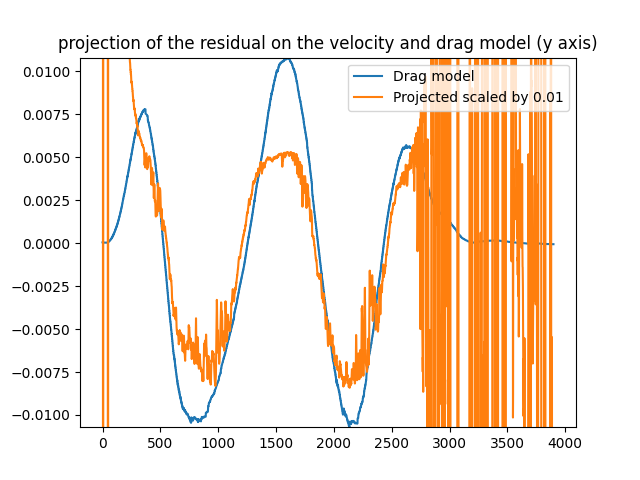 projection of the residual on the velocity and drag model (y axis)
0.0100
0.0075
0.0050
0.0025
0.0000
−0.0025
−0.0050
−0.0075
−0.0100
Drag model
Projected scaled by 0.01
0 500 1000 1500 2000 2500 3000 3500 4000